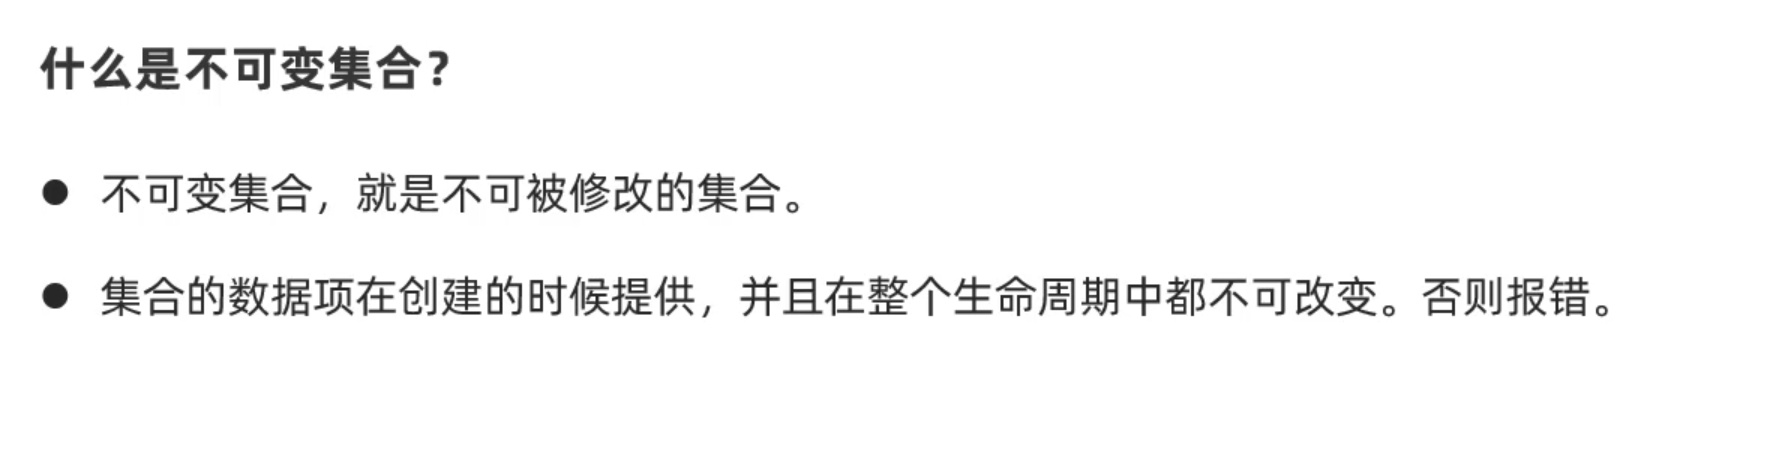 什么是不可变集合？
● 不可变集合，就是不可被修改的集合。
● 集合的数据项在创建的时候提供，并且在整个生命周期中都不可改变。否则报错。